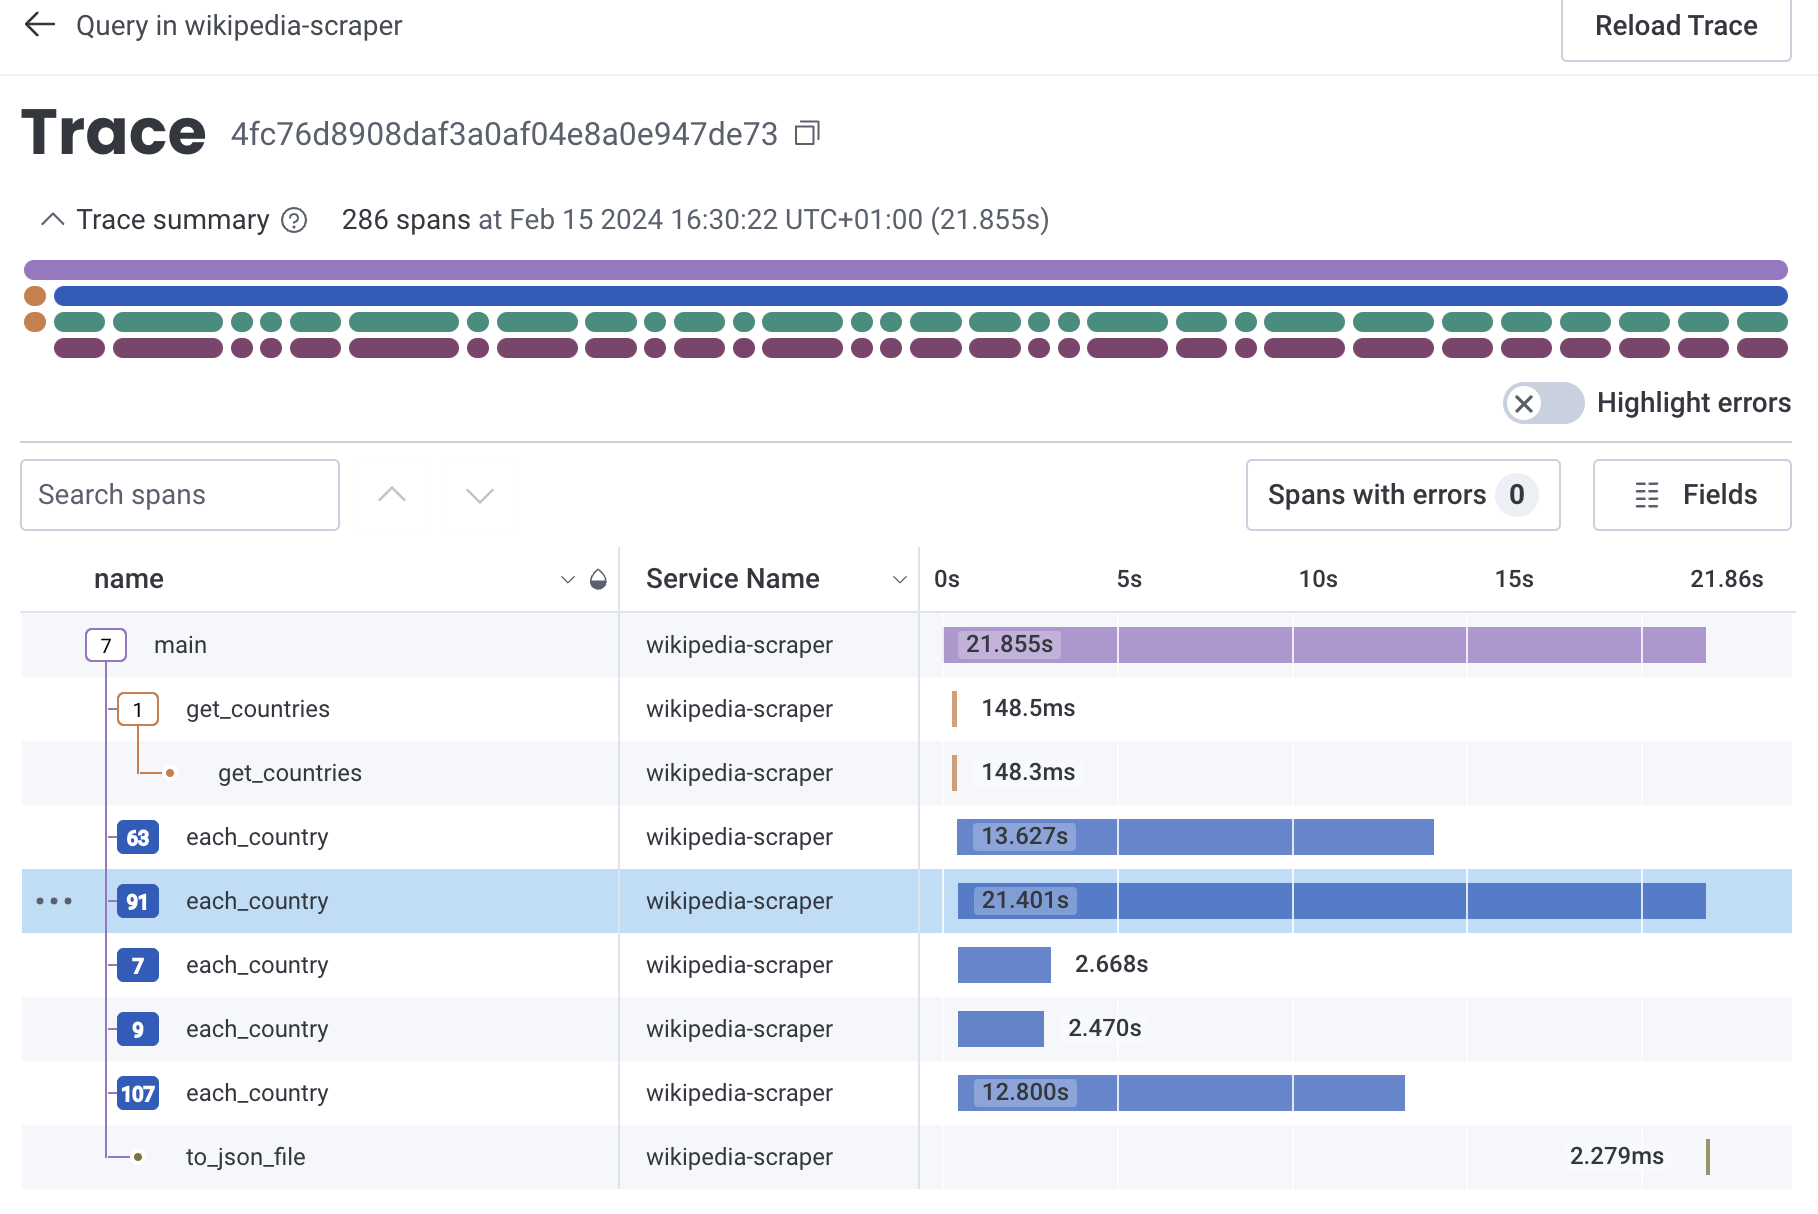 Query in wikipedia-scraper
Reload Trace
Trace 4fc76d8908daf3a0af04e8a0e947de73
Trace summary ? 286 spans at Feb 15 2024 16:30:22 UTC+01:00 (21.855s)
Highlight errors
Search spans
Spans with errors 0
Fields
name Service Name 0s 5s 10s 15s 21.86s
7 main wikipedia-scraper 21.855s
1 get_countries wikipedia-scraper 148.5ms
get_countries wikipedia-scraper 148.3ms
63 each_country wikipedia-scraper 13.627s
91 each_country wikipedia-scraper 21.401s
7 each_country wikipedia-scraper 2.668s
9 each_country wikipedia-scraper 2.470s
107 each_country wikipedia-scraper 12.800s
to_json_file wikipedia-scraper 2.279ms